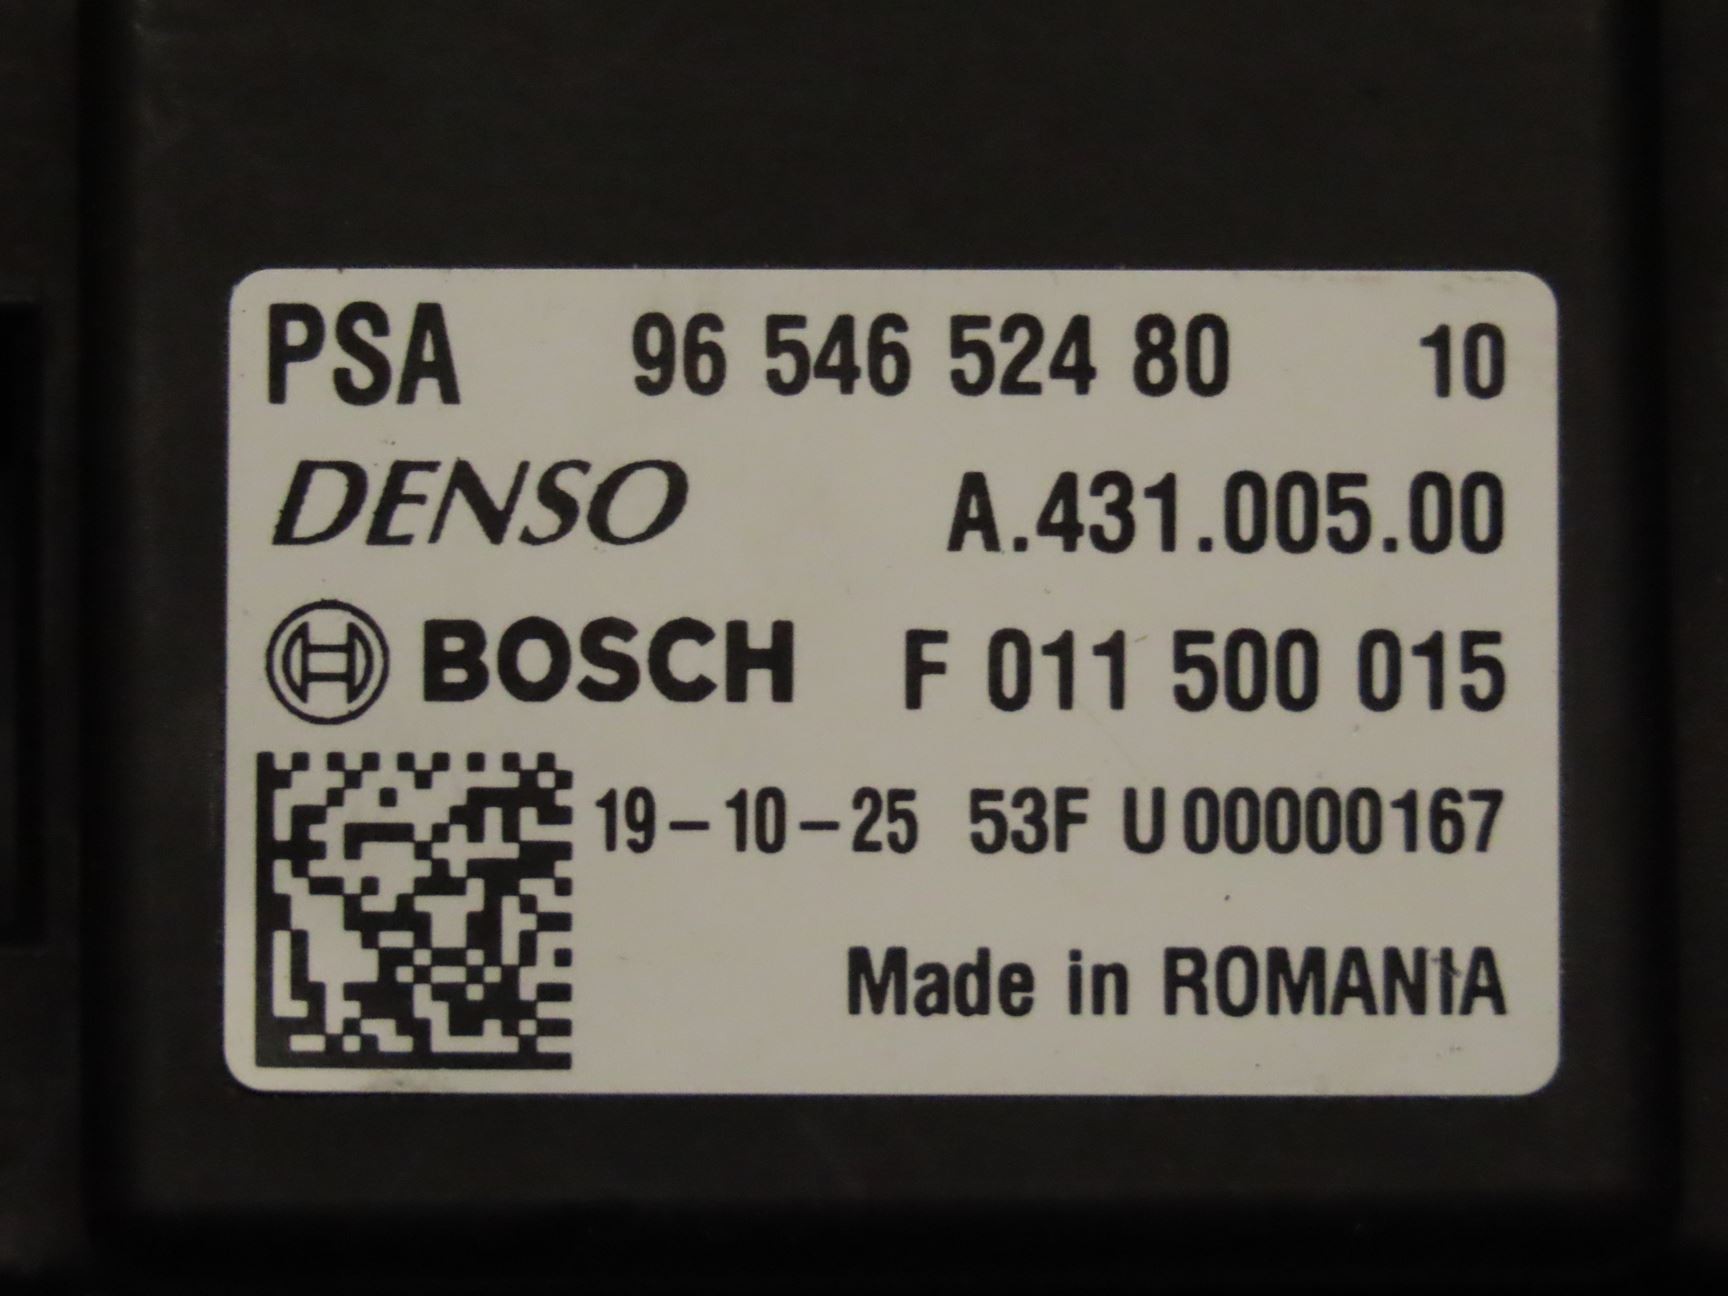 PSA 96 546 524 80 10
DENSO A.431.005.00
BOSCH F 011 500 015
19-10-25 53F U00000167
Made in ROMANIA